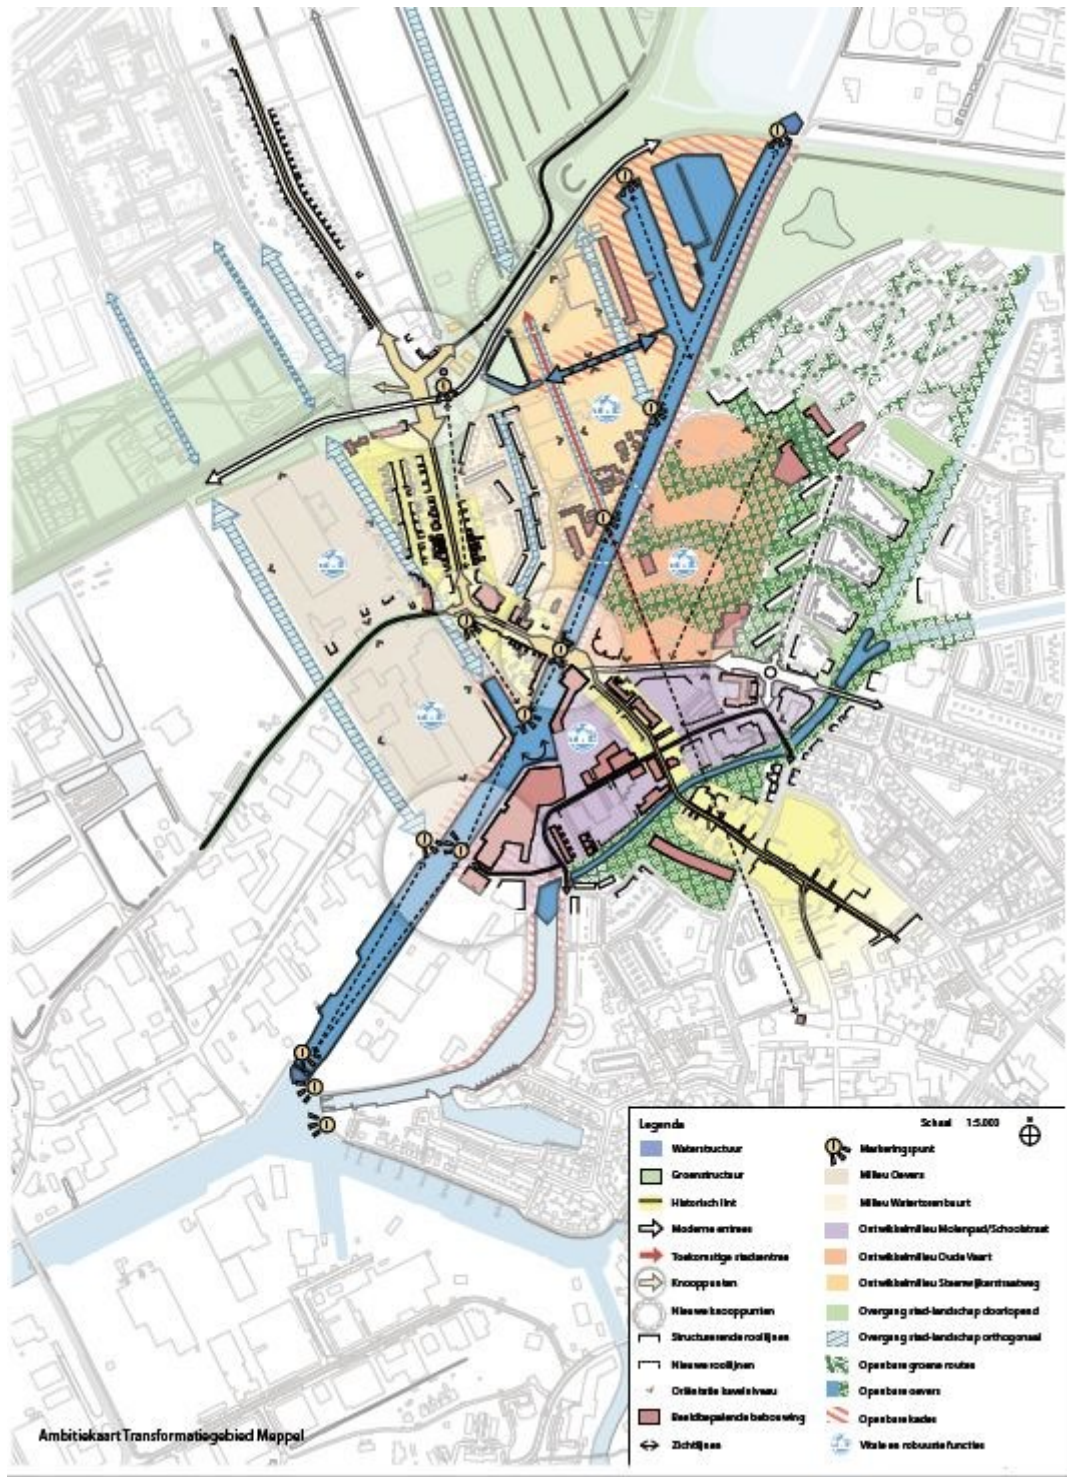 Legenda
Schaal 1:5.000
Waterstructuur
Groenstructuur
Historisch lint
Moderne entrees
Toekomstige stadsentree
Knooppunten
Nieuwe knooppunten
Structurerende rooilijnen
Nieuwe rooilijnen
Oriëntatie kavelniveau
Beeldbepalende bebouwing
Zichtlijnen
Markeringspunt
Milieu Oevers
Milieu Watertorenbuurt
Ontwikkelmilieu Molenpad/Schoolstraat
Ontwikkelmilieu Oude Vaart
Ontwikkelmilieu Steenwijkerstraatweg
Overgang stad-landschap doorlopend
Overgang stad-landschap orthogonaal
Openbare groene routes
Openbare oevers
Openbare kades
Vitale en robuuste functies
Ambitiekaart Transformatiegebied Meppel